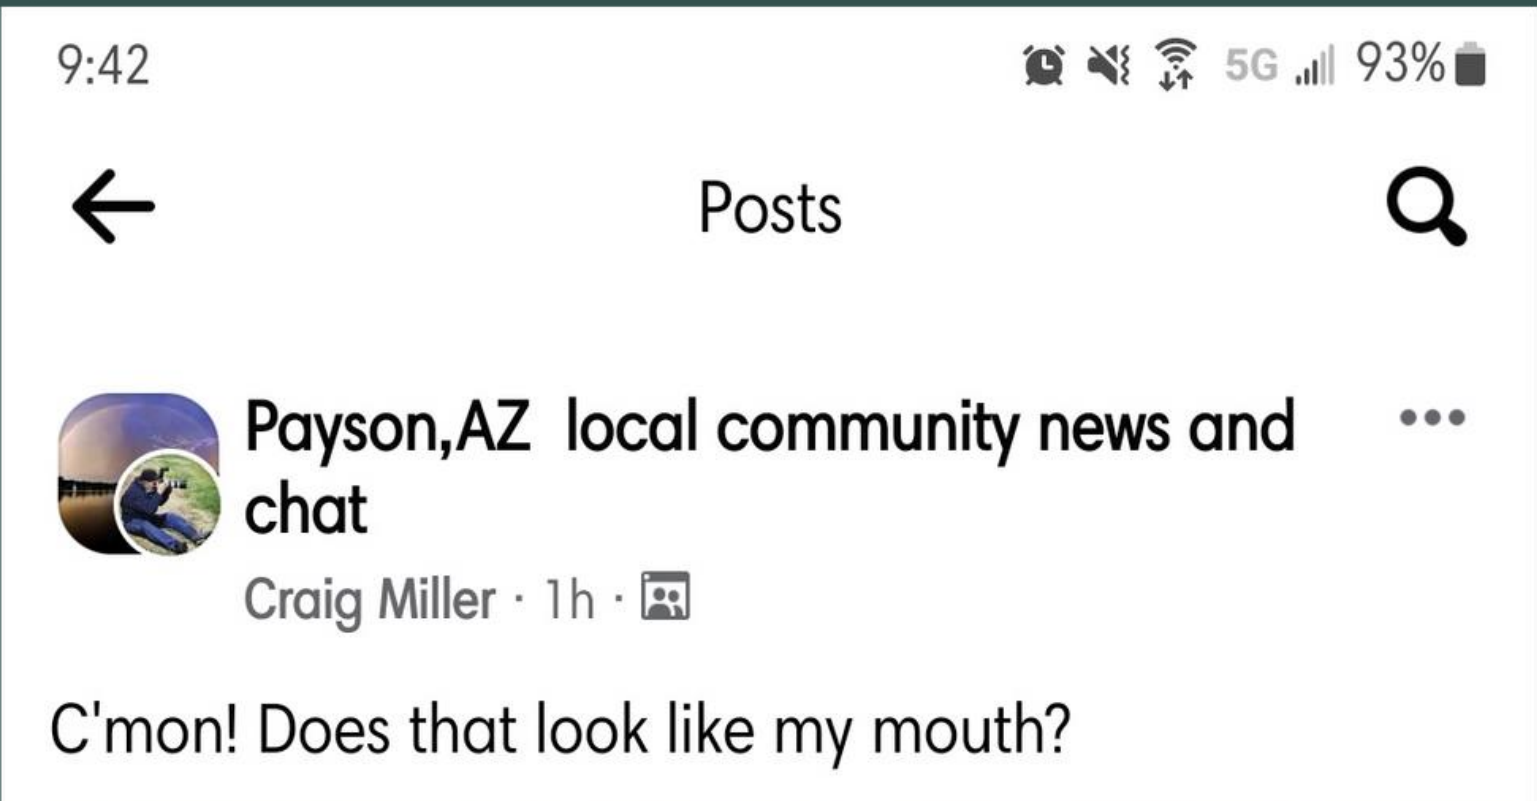 9:42 5G 93%
Posts
Payson,AZ  local community news and
chat
Craig Miller · 1h ·
C'mon! Does that look like my mouth?